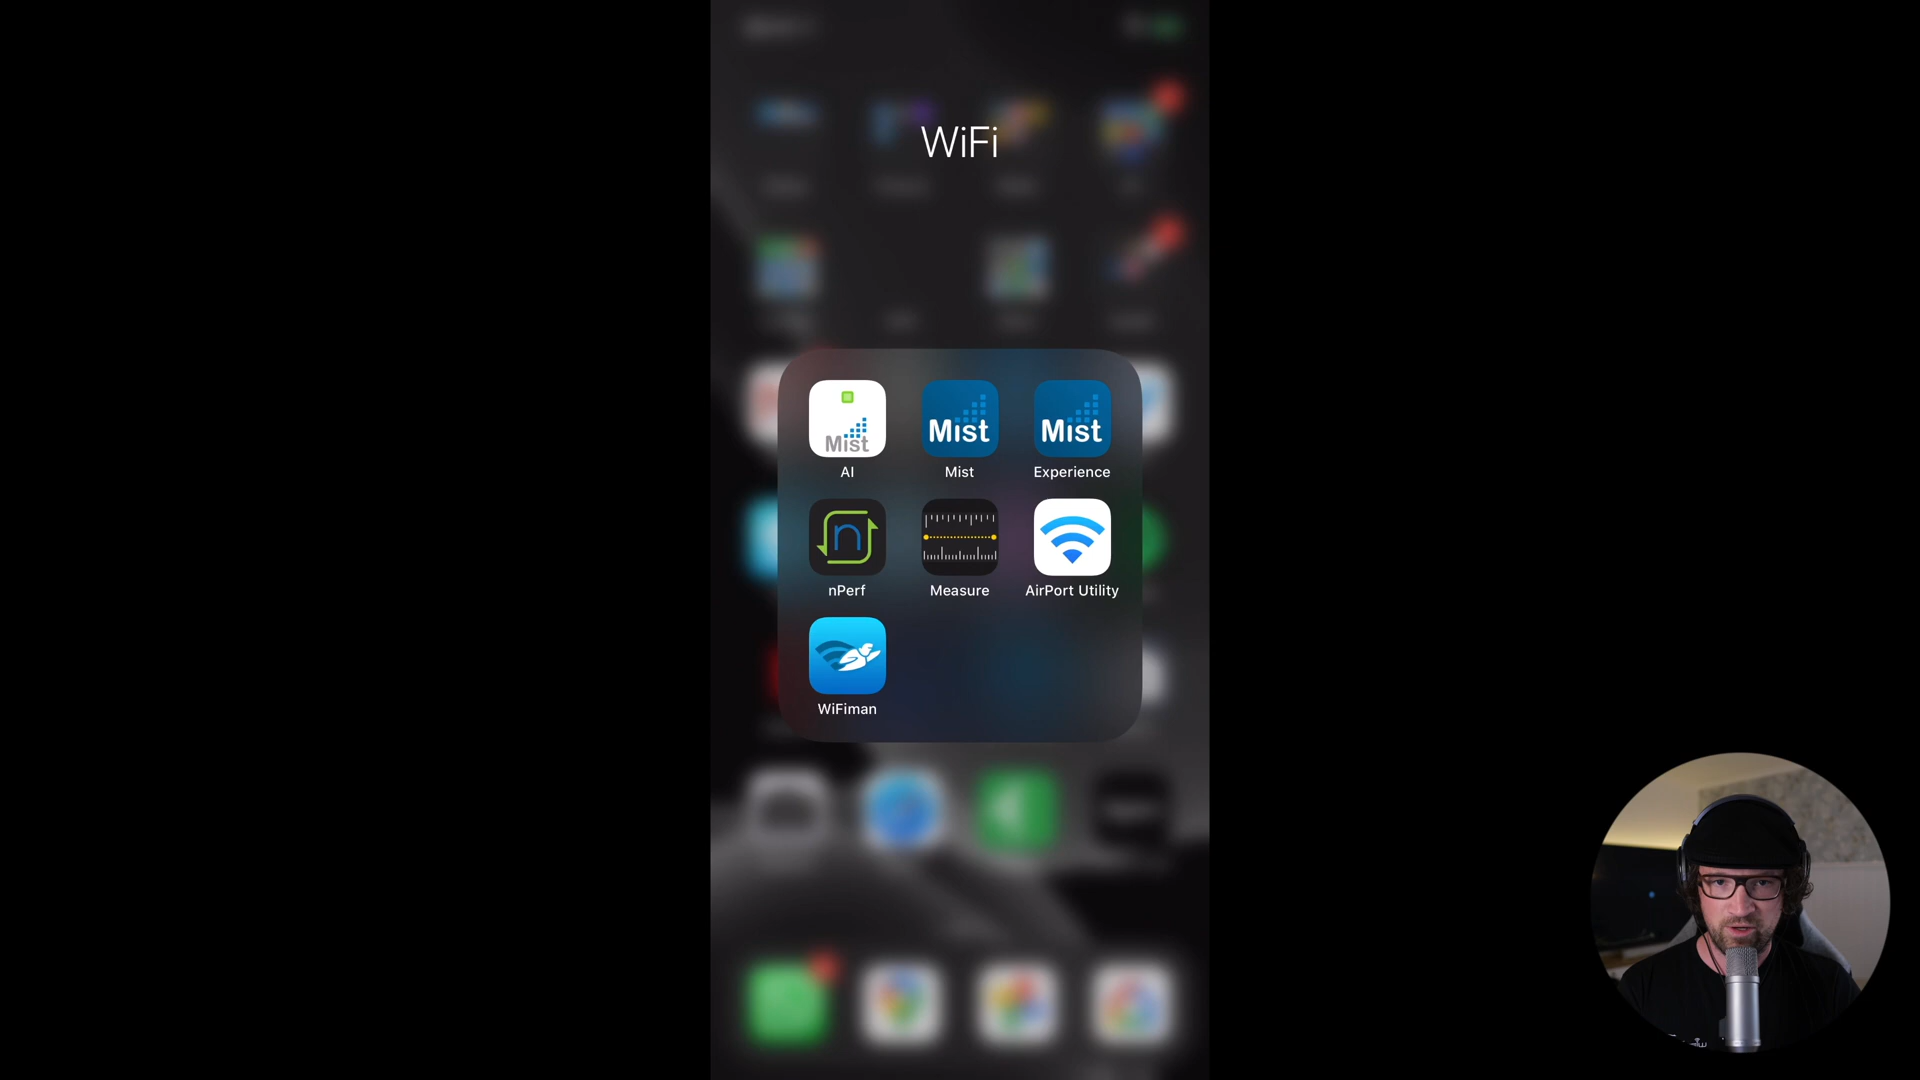 WiFi
Mist
Mist
Mist
AI
Mist
Experience
n
nPerf
Measure
AirPort Utility
WiFiman